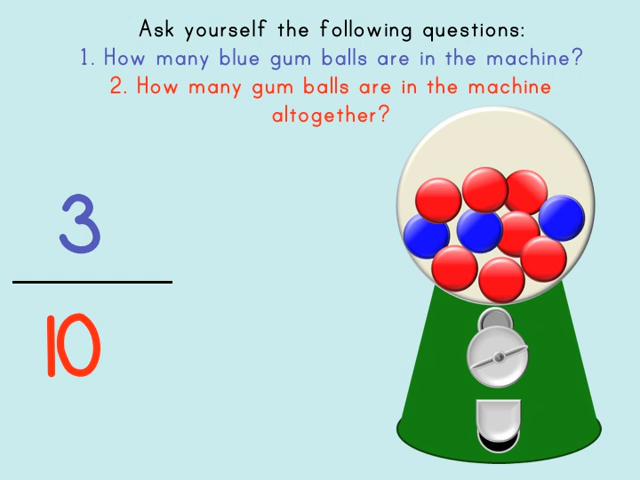 Ask yourself the following questions:
1. How many blue gum balls are in the machine?
2. How many gum balls are in the machine
altogether?
3
10